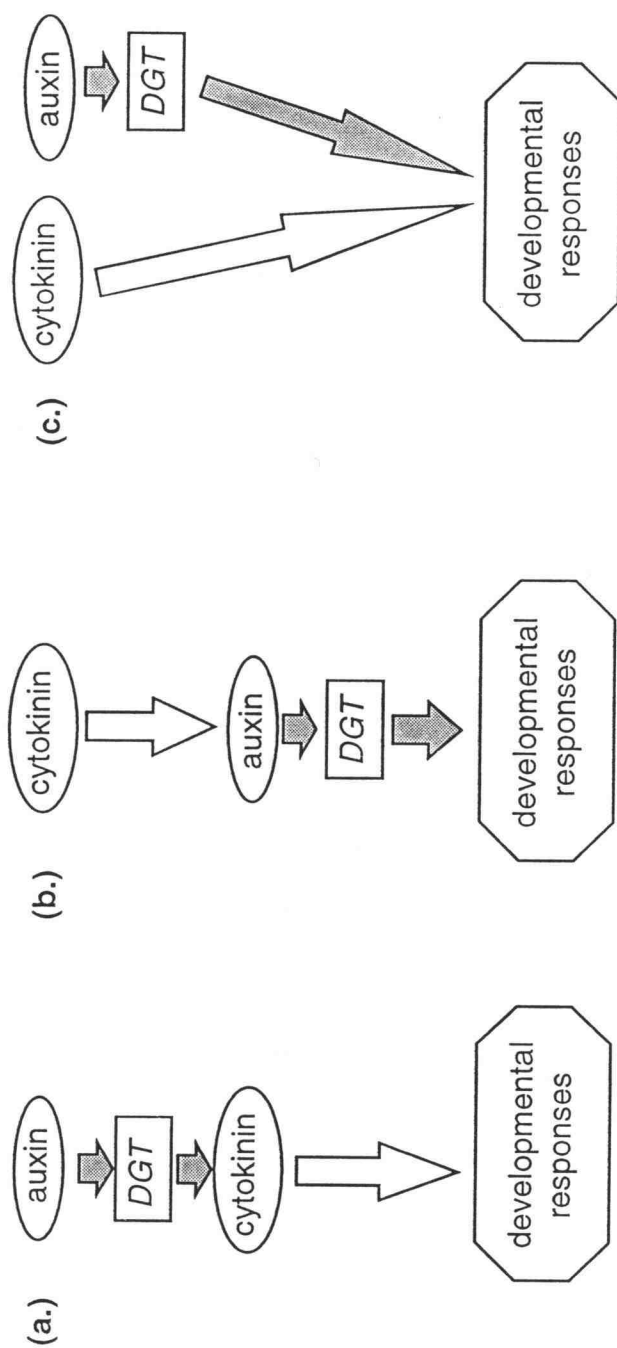 (a.)
auxin
DGT
cytokinin
developmental
responses
(b.)
cytokinin
auxin
DGT
developmental
responses
(c.)
cytokinin
auxin
DGT
developmental
responses